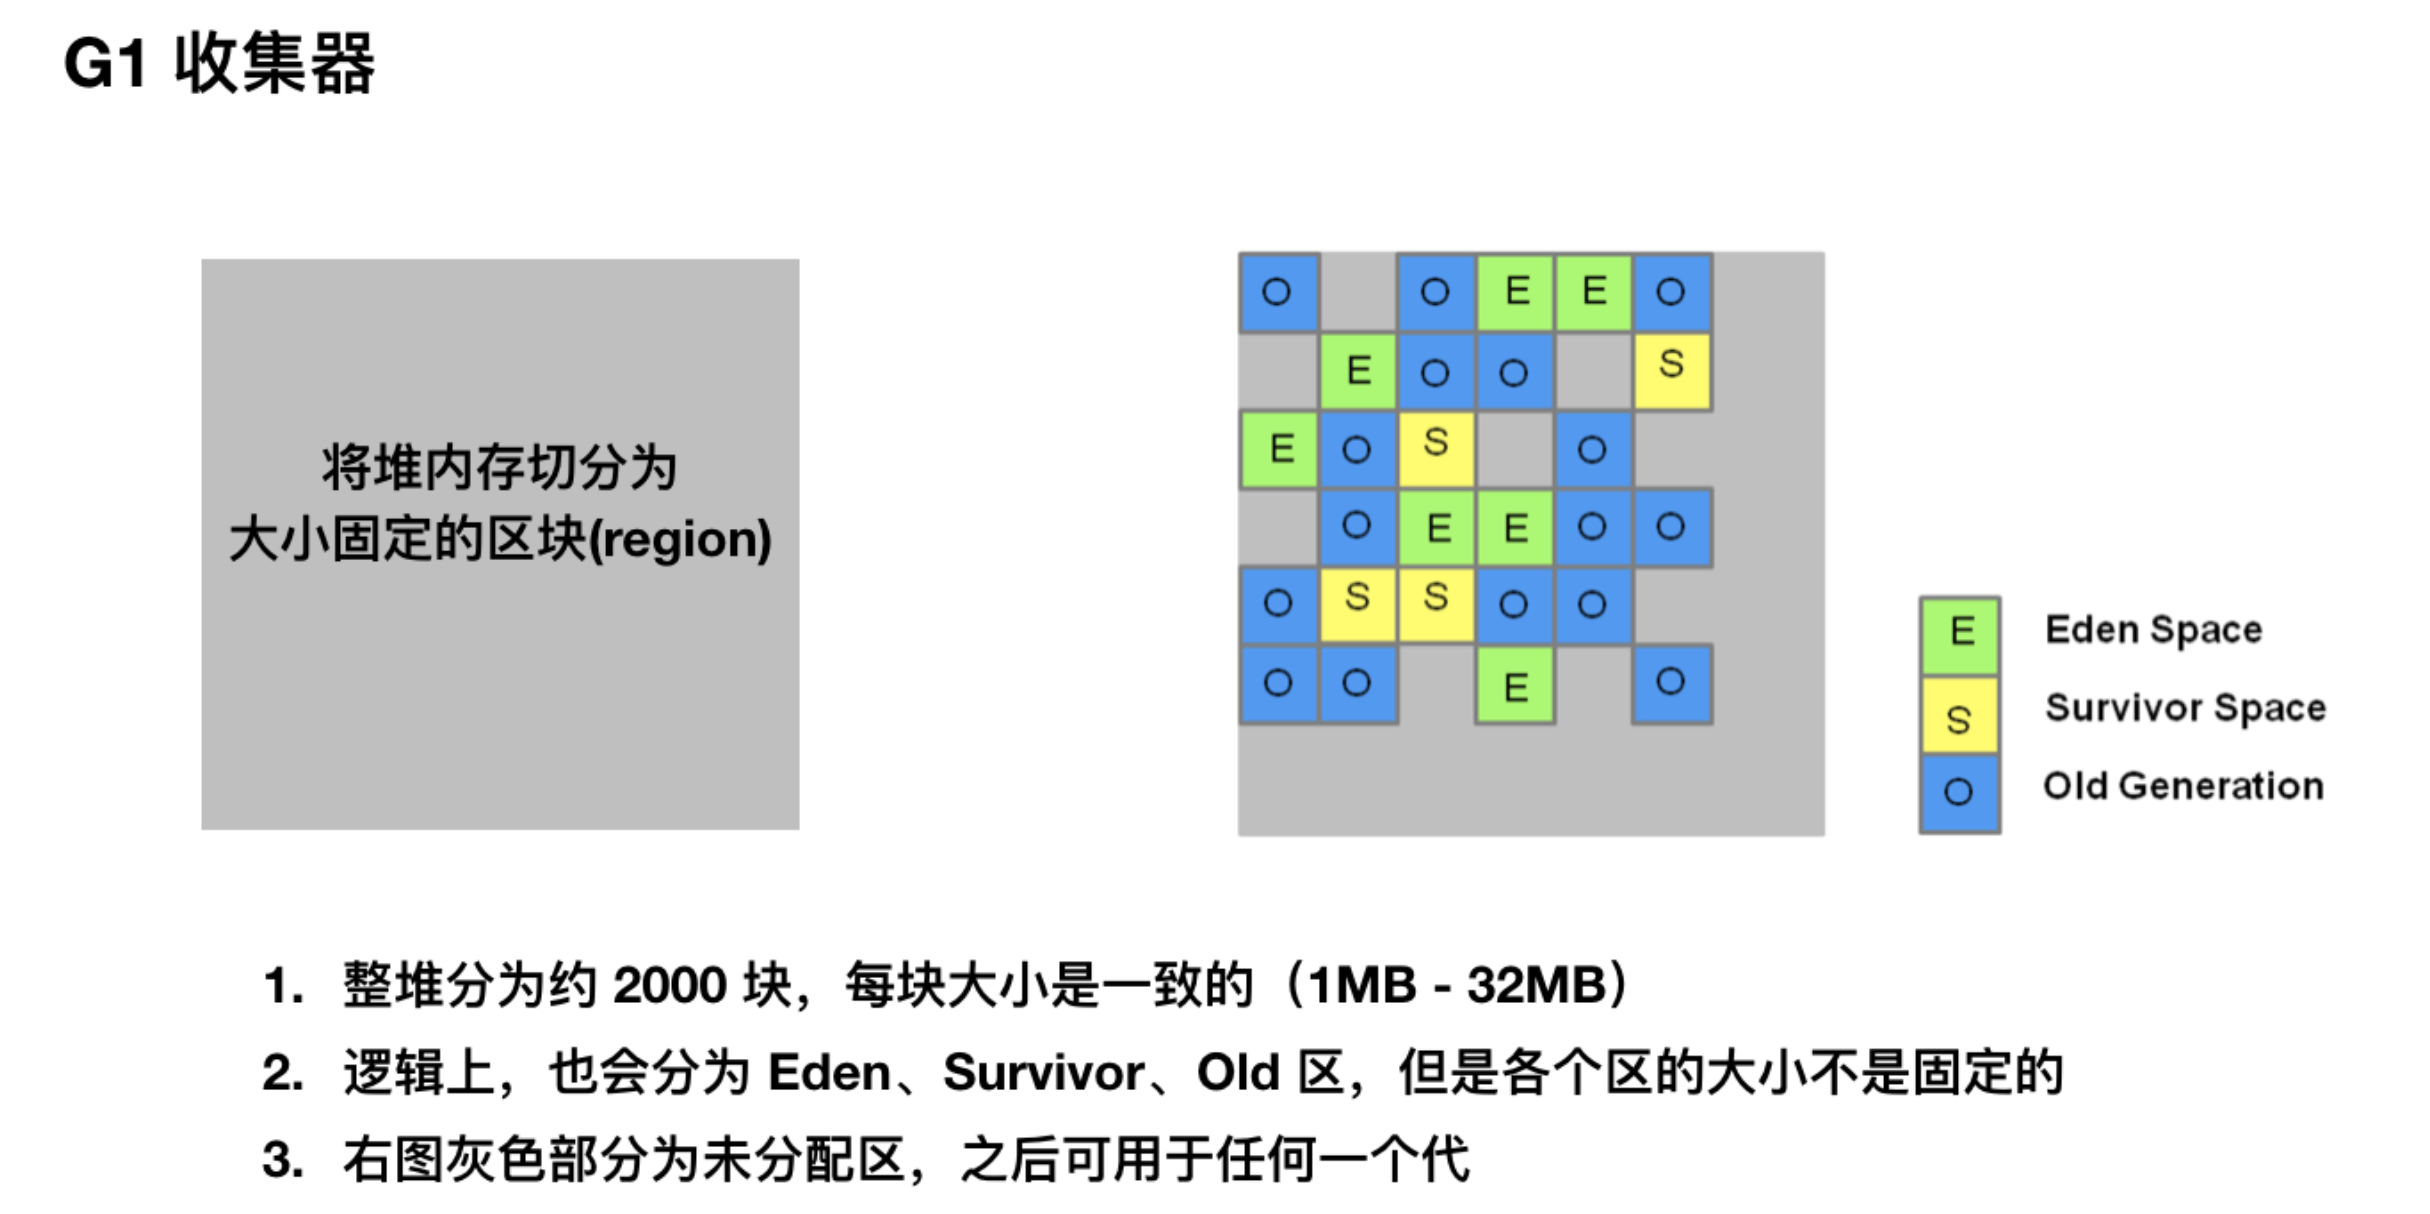 G1 收集器
将堆内存切分为
大小固定的区块(region)
O O E E O
E O O S
E O S O
O E E O O
O S S O O
O O E O
E Eden Space
S Survivor Space
O Old Generation
1. 整堆分为约 2000 块，每块大小是一致的（1MB - 32MB）
2. 逻辑上，也会分为 Eden、Survivor、Old 区，但是各个区的大小不是固定的
3. 右图灰色部分为未分配区，之后可用于任何一个代